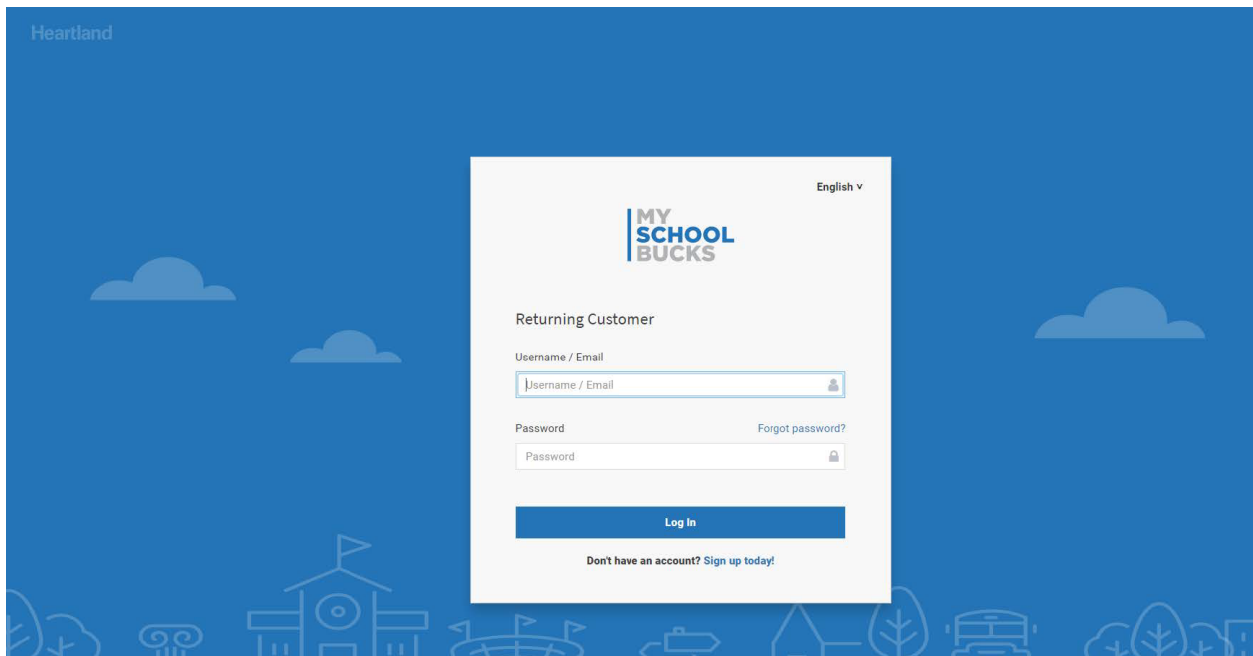 Heartland
English ˅
MY
SCHOOL
BUCKS
Returning Customer
Username / Email
Username / Email
Password Forgot password?
Password
Log In
Don't have an account? Sign up today!